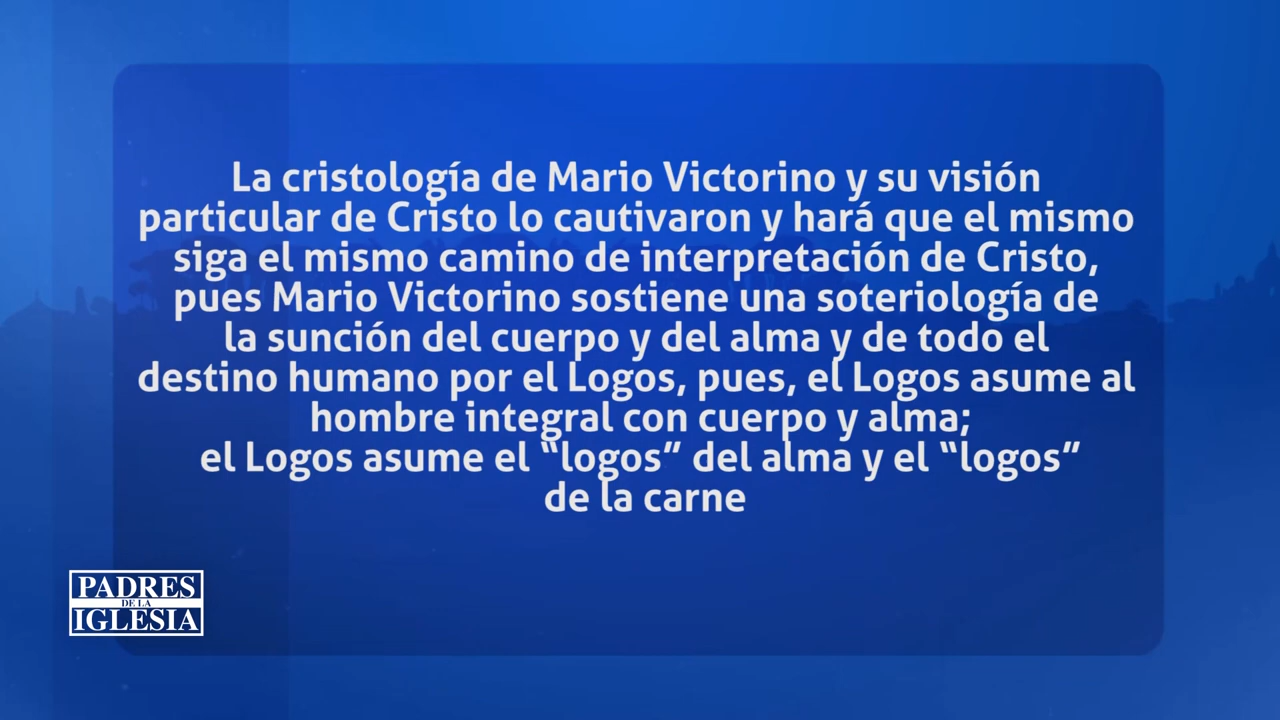 La cristología de Mario Victorino y su visión
particular de Cristo lo cautivaron y hará que el mismo
siga el mismo camino de interpretación de Cristo,
pues Mario Victorino sostiene una soteriología de
la sunción del cuerpo y del alma y de todo el
destino humano por el Logos, pues, el Logos asume al
hombre integral con cuerpo y alma;
el Logos asume el “logos” del alma y el “logos”
de la carne
PADRES
DE LA
IGLESIA